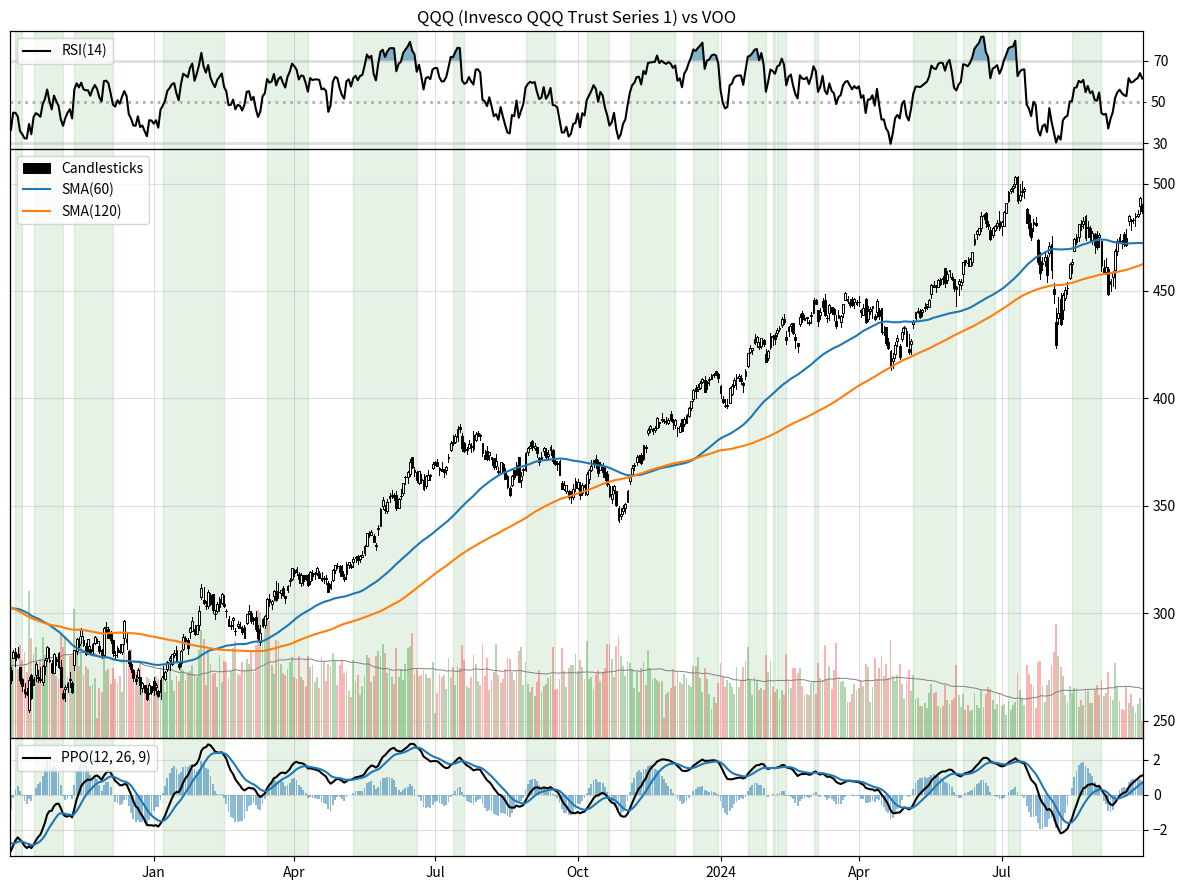 QQQ (Invesco QQQ Trust Series 1) vs VOO
RSI(14)
70
50
30
Candlesticks
SMA(60)
SMA(120)
500
450
400
350
300
250
PPO(12, 26, 9)
2
0
−2
Jan Apr Jul Oct 2024 Apr Jul